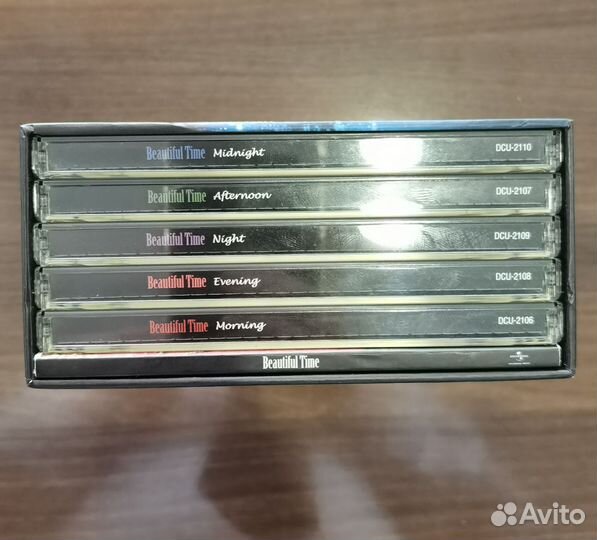 Beautiful Time Midnight DCU-2110
Beautiful Time Afternoon DCU-2107
Beautiful Time Night DCU-2109
Beautiful Time Evening DCU-2108
Beautiful Time Morning DCU-2106
Beautiful Time
Avito